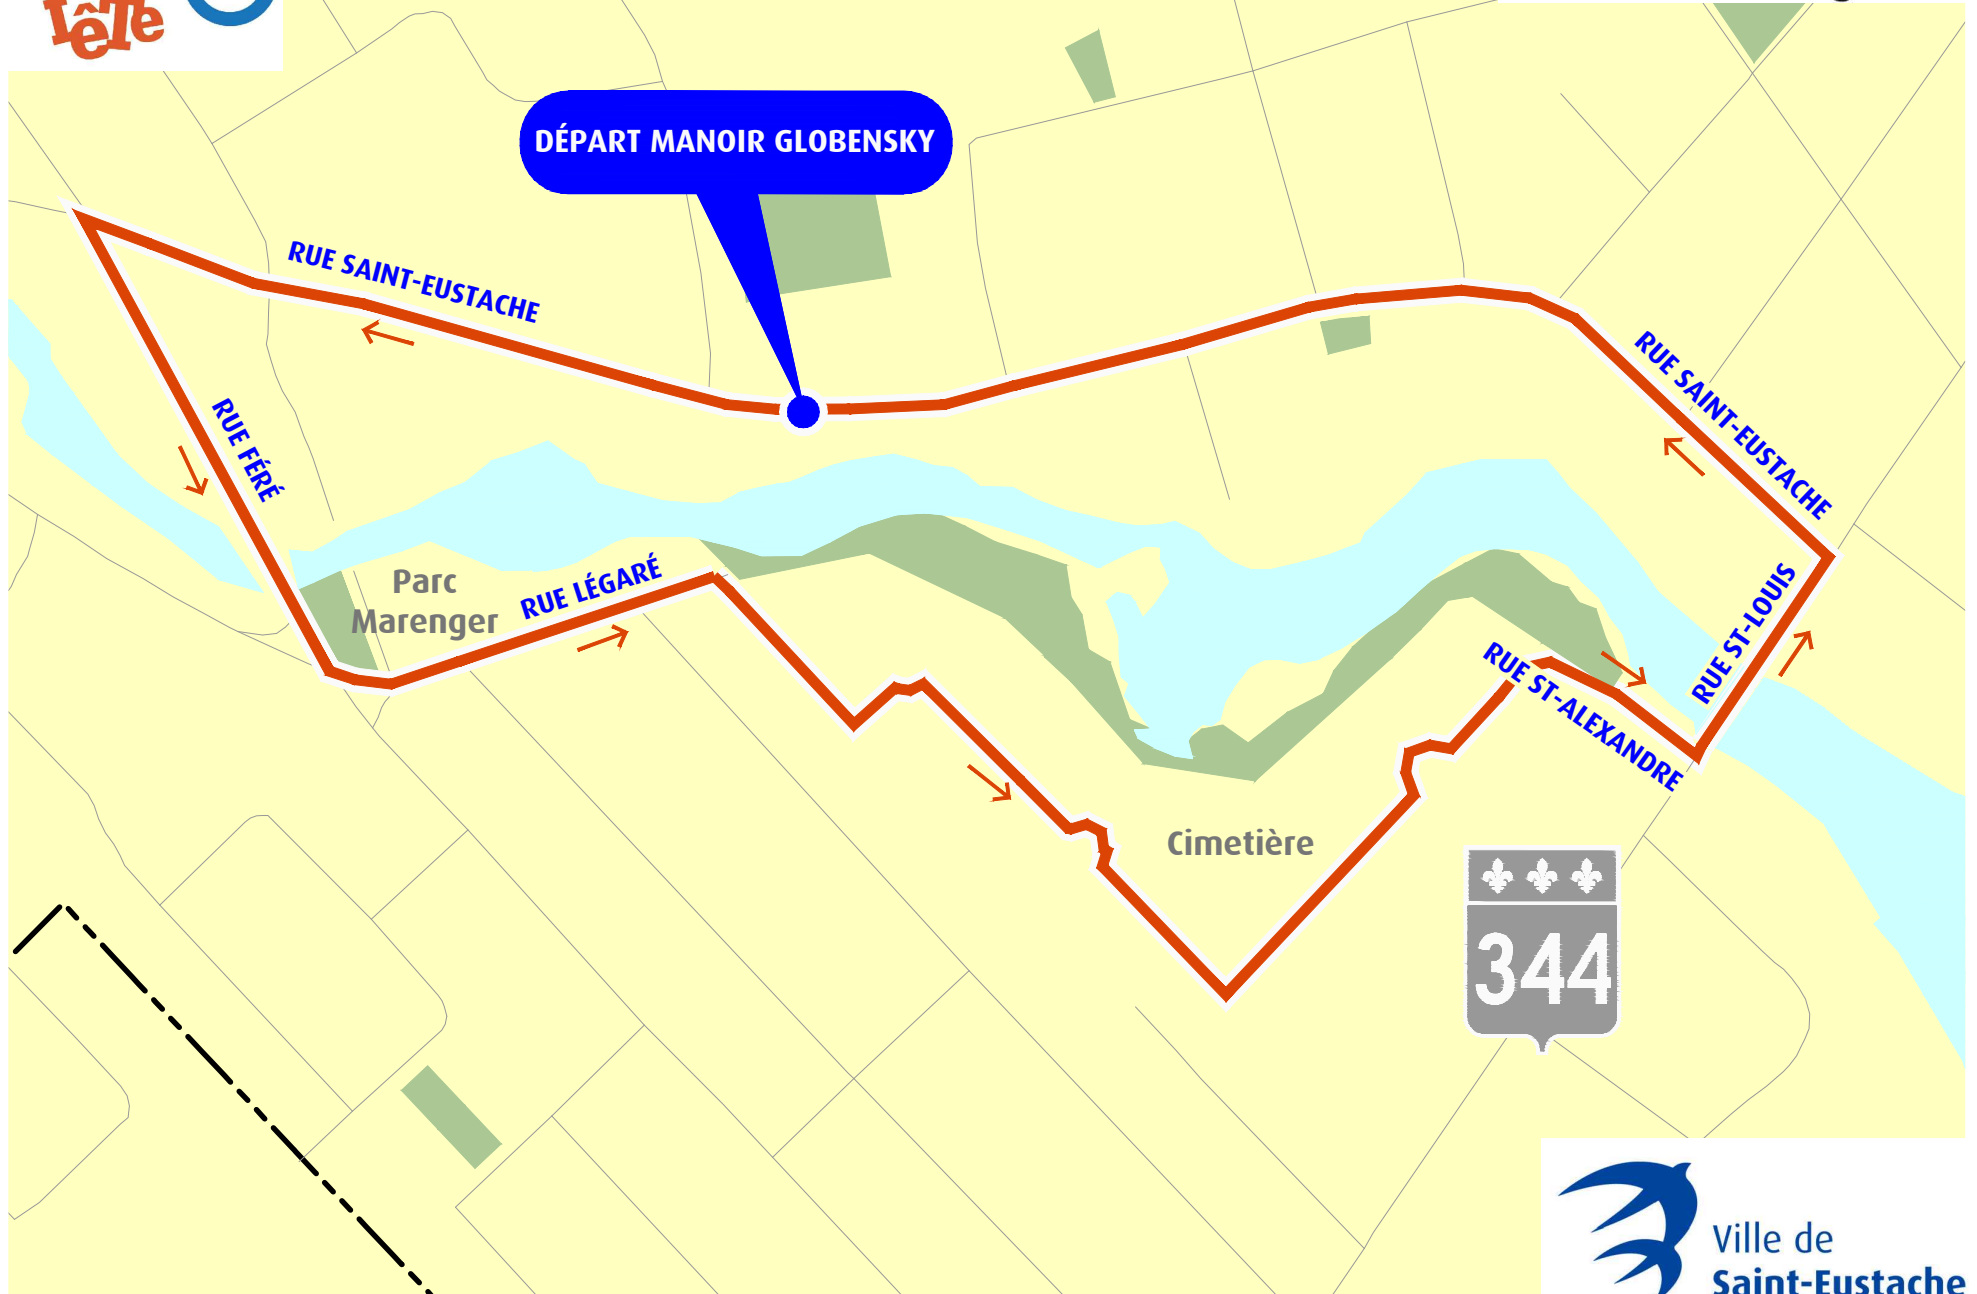 fête
DÉPART MANOIR GLOBENSKY
RUE SAINT-EUSTACHE
RUE SAINT-EUSTACHE
RUE FÉRÉ
Parc
Marenger
RUE LÉGARÉ
RUE ST-LOUIS
RUE ST-ALEXANDRE
Cimetière
344
Ville de
Saint-Eustache